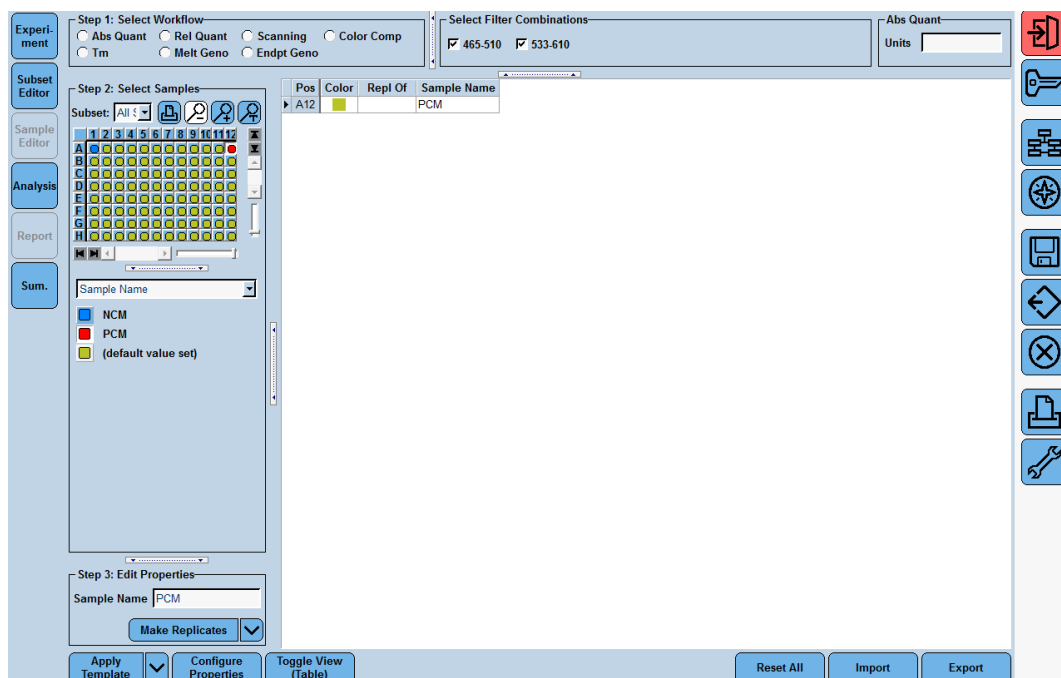 Experi-
ment
Subset
Editor
Sample
Editor
Analysis
Report
Sum.
Step 1: Select Workflow
Abs Quant Rel Quant Scanning Color Comp
Tm Melt Geno Endpt Geno
Select Filter Combinations
465-510 533-610
Abs Quant
Units
Step 2: Select Samples
Subset: All
1 2 3 4 5 6 7 8 9 10 11 12
A
B
C
D
E
F
G
H
Sample Name
NCM
PCM
(default value set)
Pos Color Repl Of Sample Name
A12 PCM
Step 3: Edit Properties
Sample Name PCM
Make Replicates
Apply
Template
Configure
Properties
Toggle View
(Table)
Reset All Import Export